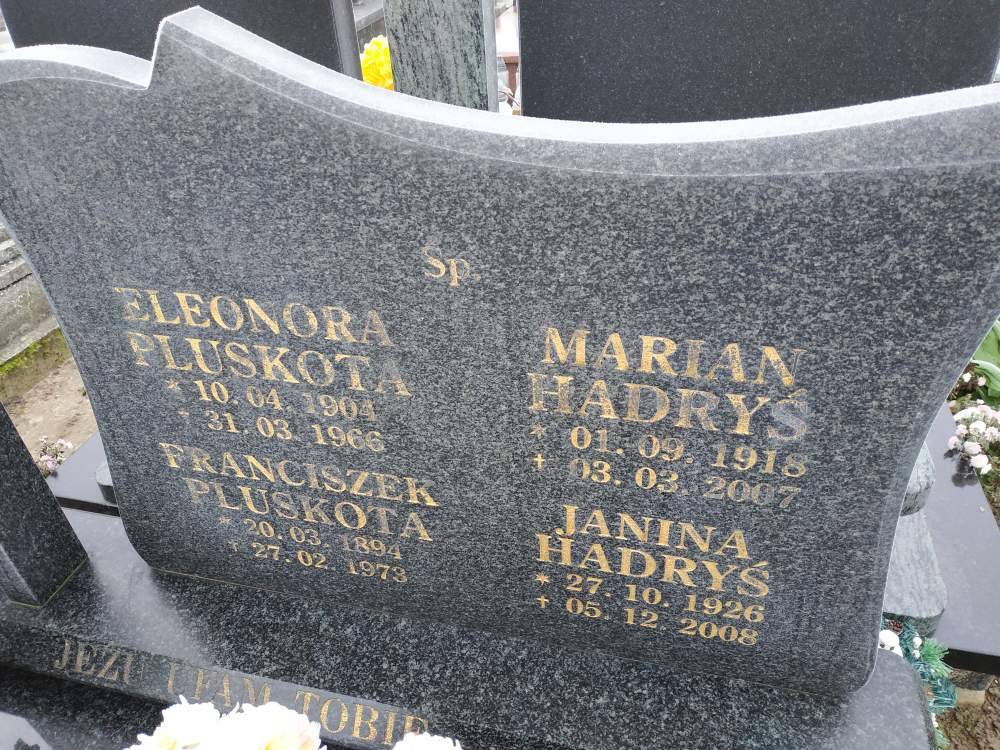 Śp.
ELEONORA
PLUSKOTA
* 10. 04. 1904
+ 31. 03. 1966
FRANCISZEK
PLUSKOTA
* 20. 03. 1894
+ 27. 02. 1973
MARIAN
HADRYŚ
* 01. 09. 1918
+ 03. 03. 2007
JANINA
HADRYŚ
* 27. 10. 1926
+ 05. 12. 2008
JEZU UFAM TOBIE